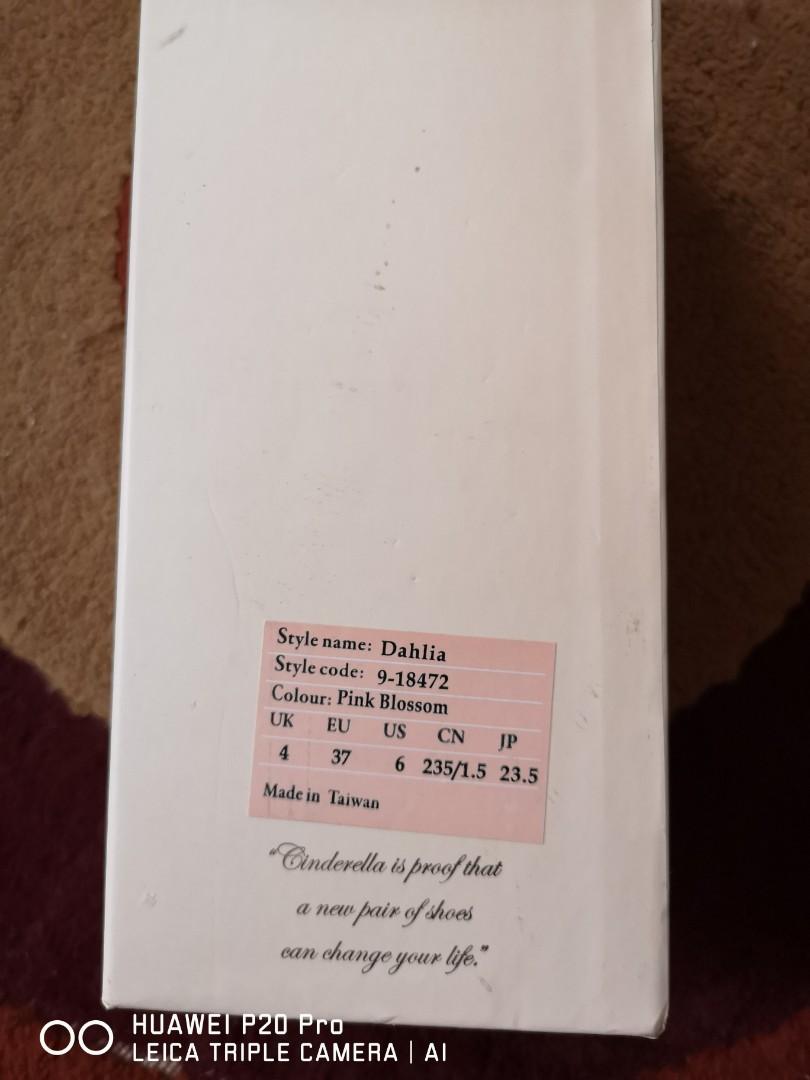 Style name: Dahlia
Style code: 9-18472
Colour: Pink Blossom
UK EU US CN JP
4 37 6 235/1.5 23.5
Made in Taiwan
“Cinderella is proof that
a new pair of shoes
can change your life.”
HUAWEI P20 Pro
LEICA TRIPLE CAMERA | AI